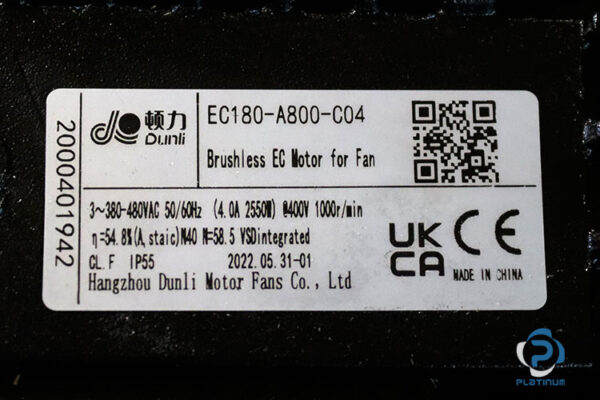 顿力
Dunli
EC180-A800-C04
Brushless EC Motor for Fan
2000401942
3~380-480VAC 50/60Hz (4.0A 2550W) @400V 1000r/min
η=54.8%(A, staic)N40 N=58.5 VSDintegrated
CL.F IP55 2022.05.31-01
Hangzhou Dunli Motor Fans Co., Ltd
UK
CA
CE
MADE IN CHINA
PLATINUM